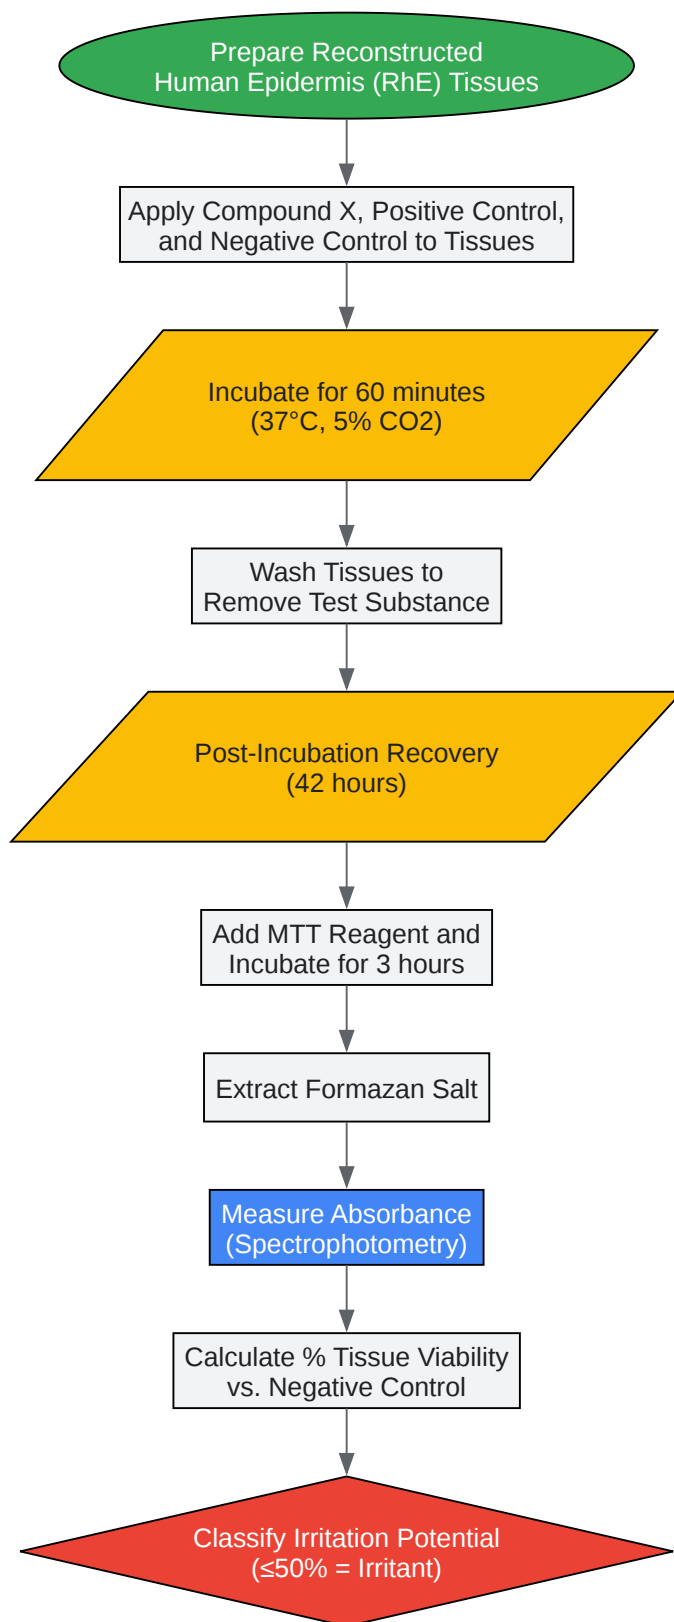 Prepare Reconstructed
Human Epidermis (RhE) Tissues
Apply Compound X, Positive Control,
and Negative Control to Tissues
Incubate for 60 minutes
(37°C, 5% CO2)
Wash Tissues to
Remove Test Substance
Post-Incubation Recovery
(42 hours)
Add MTT Reagent and
Incubate for 3 hours
Extract Formazan Salt
Measure Absorbance
(Spectrophotometry)
Calculate % Tissue Viability
vs. Negative Control
Classify Irritation Potential
(≤50% = Irritant)